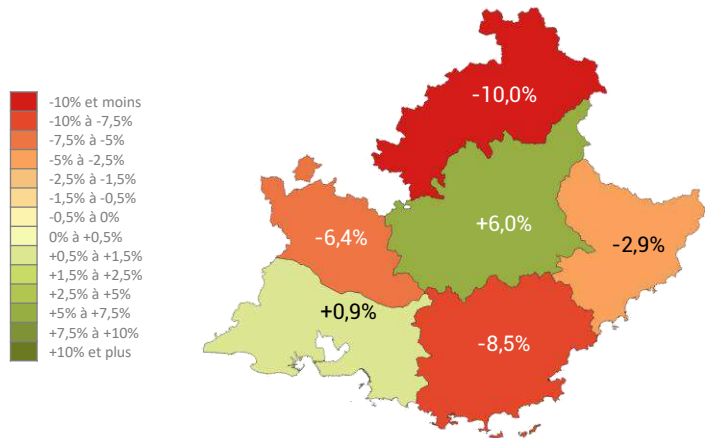 -10% et moins
-10% à -7,5%
-7,5% à -5%
-5% à -2,5%
-2,5% à -1,5%
-1,5% à -0,5%
-0,5% à 0%
0% à +0,5%
+0,5% à +1,5%
+1,5% à +2,5%
+2,5% à +5%
+5% à +7,5%
+7,5% à +10%
+10% et plus
-10,0%
+6,0%
-6,4%
-2,9%
+0,9%
-8,5%